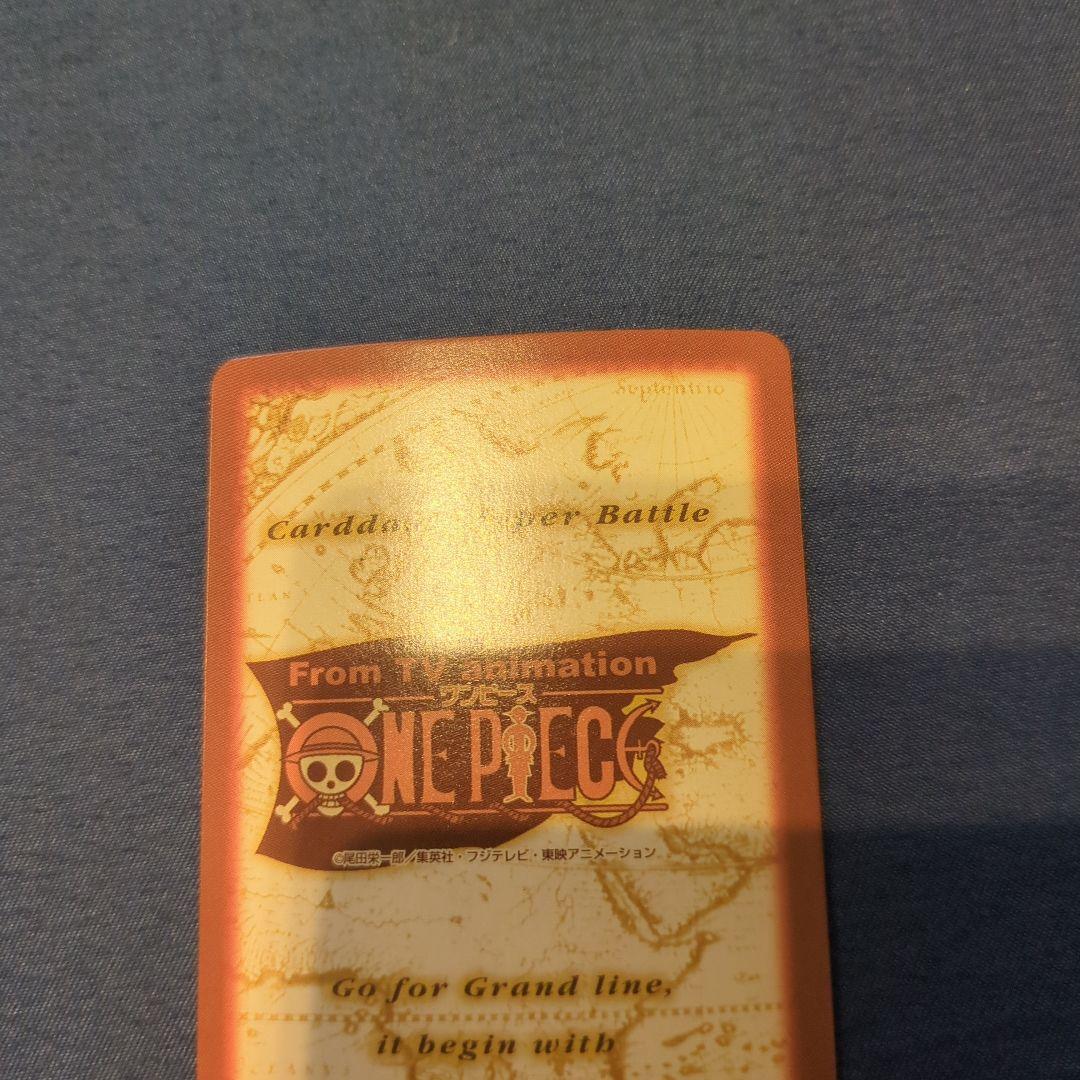 Septentrio
Carddass Hyper Battle
From TV animation
ワンピース
ONE PIECE
©尾田栄一郎／集英社・フジテレビ・東映アニメーション
Go for Grand line,
it begin with